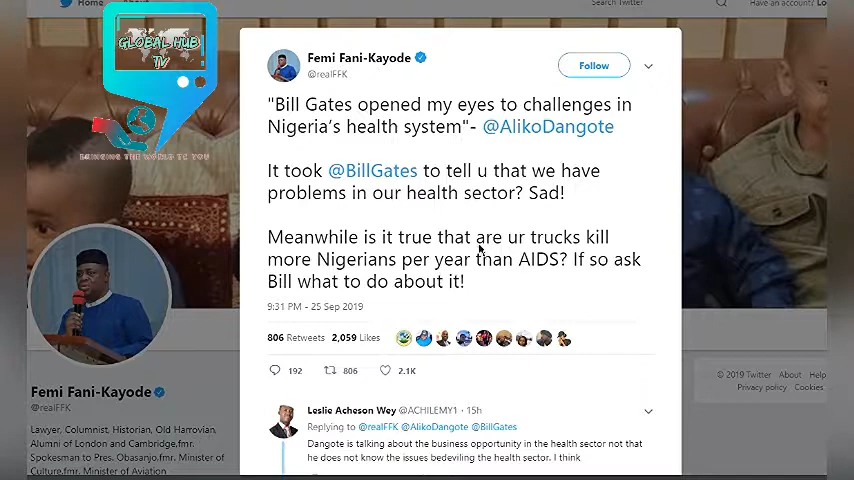 Home
About
Search Twitter
Have an account? Lo
GLOBAL HUB
TV
BRINGING THE WORLD TO YOU
Femi Fani-Kayode
@realFFK
Follow
"Bill Gates opened my eyes to challenges in
Nigeria's health system"- @AlikoDangote
It took @BillGates to tell u that we have
problems in our health sector? Sad!
Meanwhile is it true that are ur trucks kill
more Nigerians per year than AIDS? If so ask
Bill what to do about it!
9:31 PM - 25 Sep 2019
806 Retweets 2,059 Likes
192 806 2.1K
Leslie Acheson Wey @ACHILEMY1 · 15h
Replying to @realFFK @AlikoDangote @BillGates
Dangote is talking about the business opportunity in the health sector not that
he does not know the issues bedeviling the health sector. I think
Femi Fani-Kayode
@realFFK
Lawyer, Columnist, Historian, Old Harrovian,
Alumni of London and Cambridge.fmr.
Spokesman to Pres. Obasanjo.fmr. Minister of
Culture.fmr. Minister of Aviation
© 2019 Twitter About Help
Privacy policy Cookies